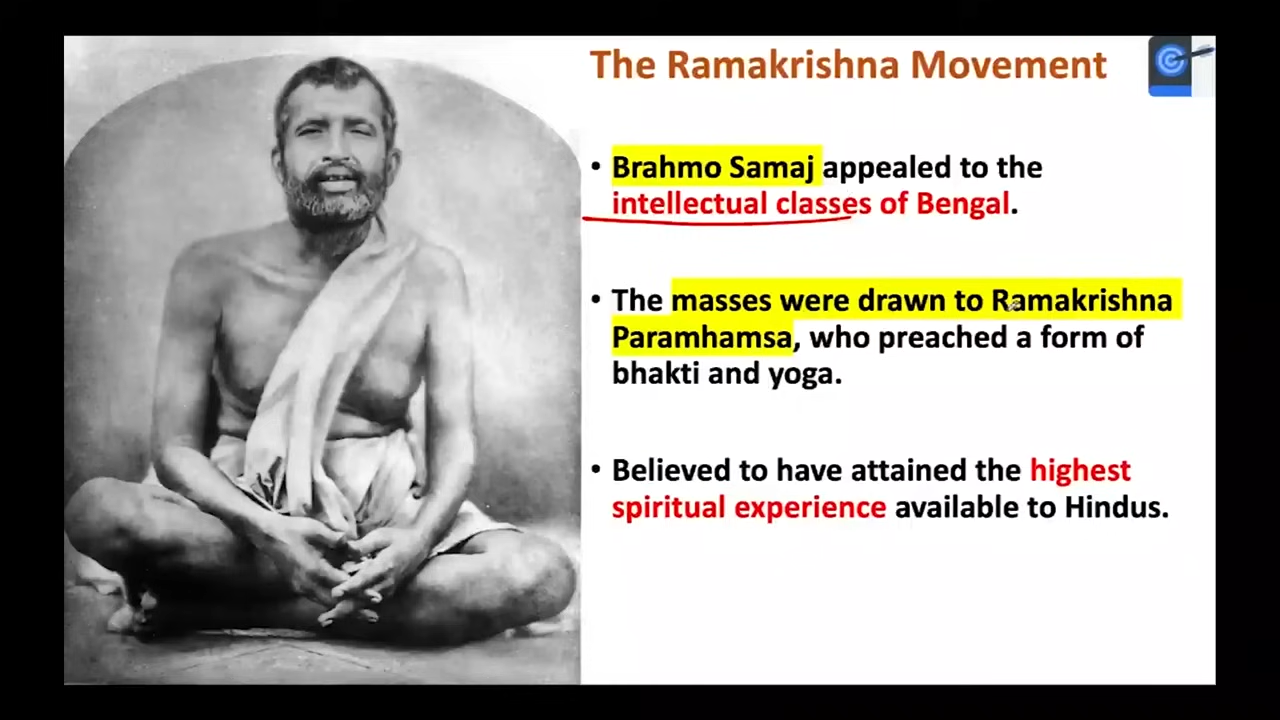 The Ramakrishna Movement
• Brahmo Samaj appealed to the
intellectual classes of Bengal.
• The masses were drawn to Ramakrishna
Paramhamsa, who preached a form of
bhakti and yoga.
• Believed to have attained the highest
spiritual experience available to Hindus.